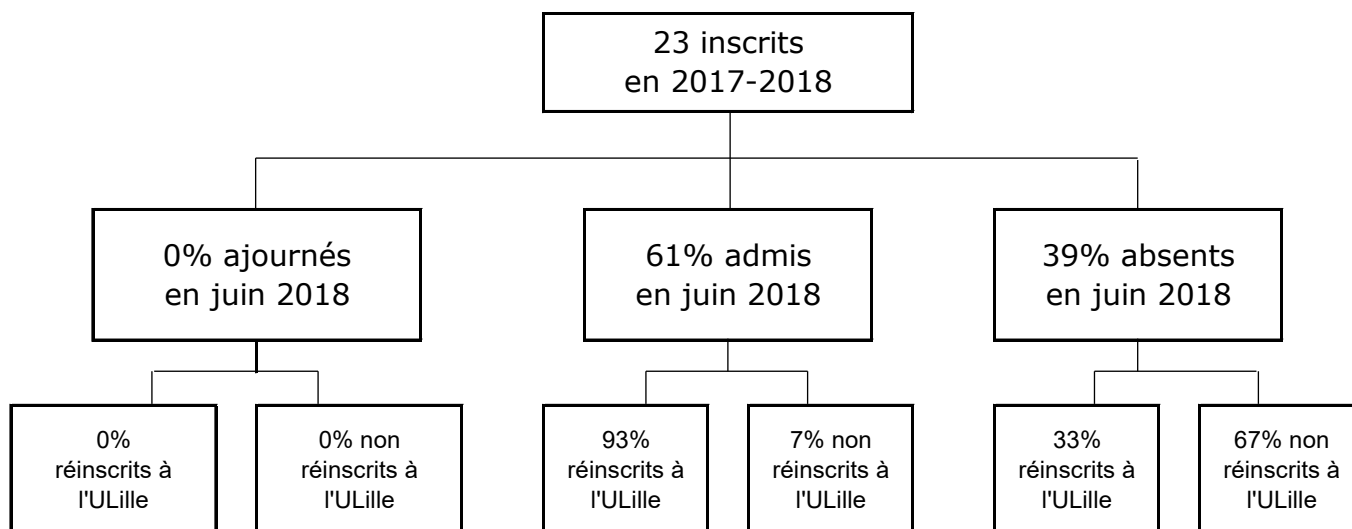 23 inscrits
en 2017-2018
0% ajournés
en juin 2018
61% admis
en juin 2018
39% absents
en juin 2018
0%
réinscrits à
l'ULille
0% non
réinscrits à
l'ULille
93%
réinscrits à
l'ULille
7% non
réinscrits à
l'ULille
33%
réinscrits à
l'ULille
67% non
réinscrits à
l'ULille